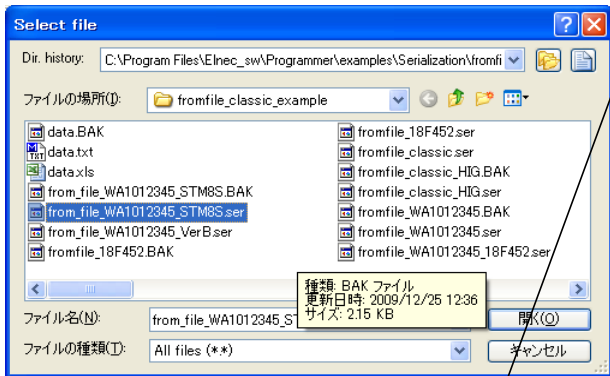 Select file
Dir. history: C:\Program Files\Elnec_sw\Programmer\examples\Serialization\fromfi
ファイルの場所(I): fromfile_classic_example
data.BAK
data.txt
data.xls
from_file_WA1012345_STM8S.BAK
from_file_WA1012345_STM8S.ser
from_file_WA1012345_VerB.ser
fromfile_18F452.BAK
fromfile_18F452.ser
fromfile_classic.ser
fromfile_classic_HIG.BAK
fromfile_classic_HIG.ser
fromfile_WA1012345.BAK
fromfile_WA1012345.ser
fromfile_WA1012345_18F452.ser
種類: BAK ファイル
更新日時: 2009/12/25 12:36
サイズ: 2.15 KB
ファイル名(N): from_file_WA1012345_ST 開く(O)
ファイルの種類(T): All files (*.*) キャンセル